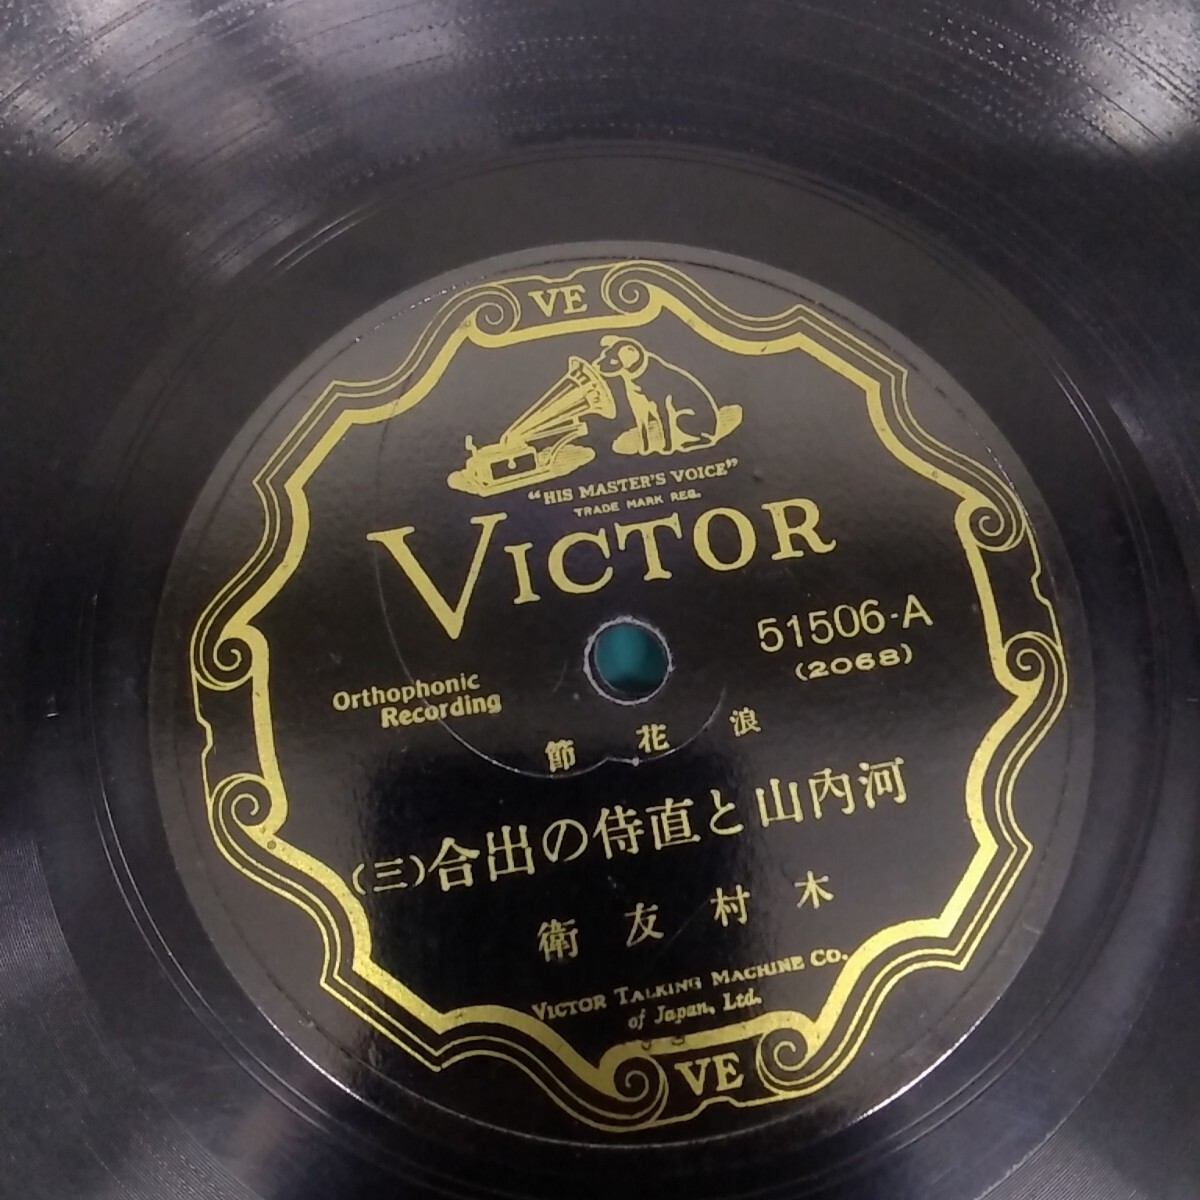 VE
"HIS MASTER'S VOICE"
TRADE MARK REG.
VICTOR
51506-A
(2068)
Orthophonic
Recording
浪花節
河內山と直侍の出合(三)
木村友衛
VICTOR TALKING MACHINE CO.
of Japan, Ltd.
VE